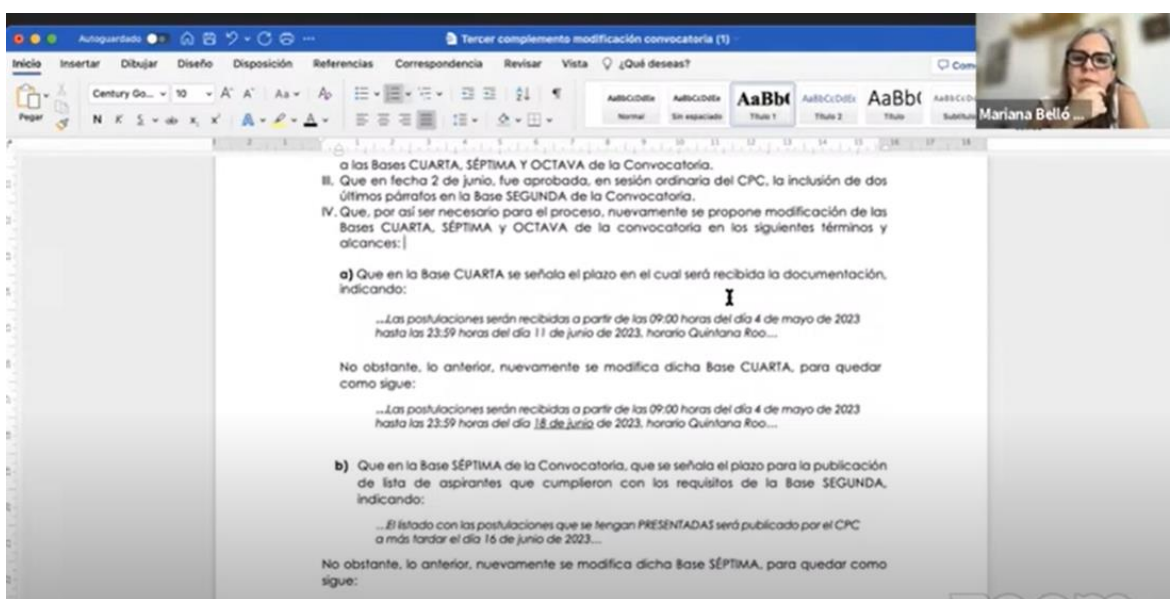 Autoguardado
Tercer complemento modificación convocatoria (1)
Inicio Insertar Dibujar Diseño Disposición Referencias Correspondencia Revisar Vista ¿Qué deseas?
Com
Pegar
Century Go... 10
N K S ab x, x'
AaBbCcDdEe AaBbCcDdEe AaBb( AaBbCcDdEe AaBb(
Normal Sin espaciado Título 1 Título 2 Título Subtítulo
Mariana Belló ...
a las Bases CUARTA, SÉPTIMA Y OCTAVA de la Convocatoria.
III. Que en fecha 2 de junio, fue aprobada, en sesión ordinaria del CPC, la inclusión de dos
últimos párrafos en la Base SEGUNDA de la Convocatoria.
IV. Que, por así ser necesario para el proceso, nuevamente se propone modificación de las
Bases CUARTA, SÉPTIMA y OCTAVA de la convocatoria en los siguientes términos y
alcances:
a) Que en la Base CUARTA se señala el plazo en el cual será recibida la documentación,
indicando:
...Las postulaciones serán recibidas a partir de las 09:00 horas del día 4 de mayo de 2023
hasta las 23:59 horas del día 11 de junio de 2023, horario Quintana Roo....
No obstante, lo anterior, nuevamente se modifica dicha Base CUARTA, para quedar
como sigue:
...Las postulaciones serán recibidas a partir de las 09:00 horas del día 4 de mayo de 2023
hasta las 23:59 horas del día 18 de junio de 2023, horario Quintana Roo....
b) Que en la Base SÉPTIMA de la Convocatoria, que se señala el plazo para la publicación
de lista de aspirantes que cumplieron con los requisitos de la Base SEGUNDA,
indicando:
...El listado con las postulaciones que se tengan PRESENTADAS será publicado por el CPC
a más tardar el día 16 de junio de 2023....
No obstante, lo anterior, nuevamente se modifica dicha Base SÉPTIMA, para quedar como
sigue:
zoom